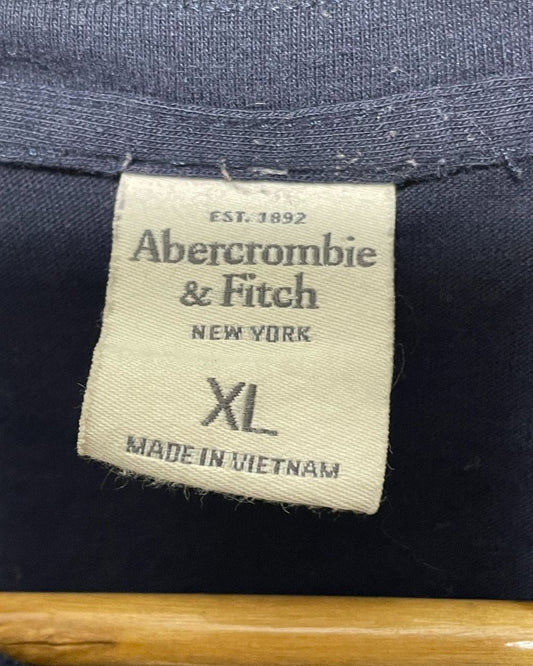 EST. 1892
Abercrombie
& Fitch
NEW YORK
XL
MADE IN VIETNAM